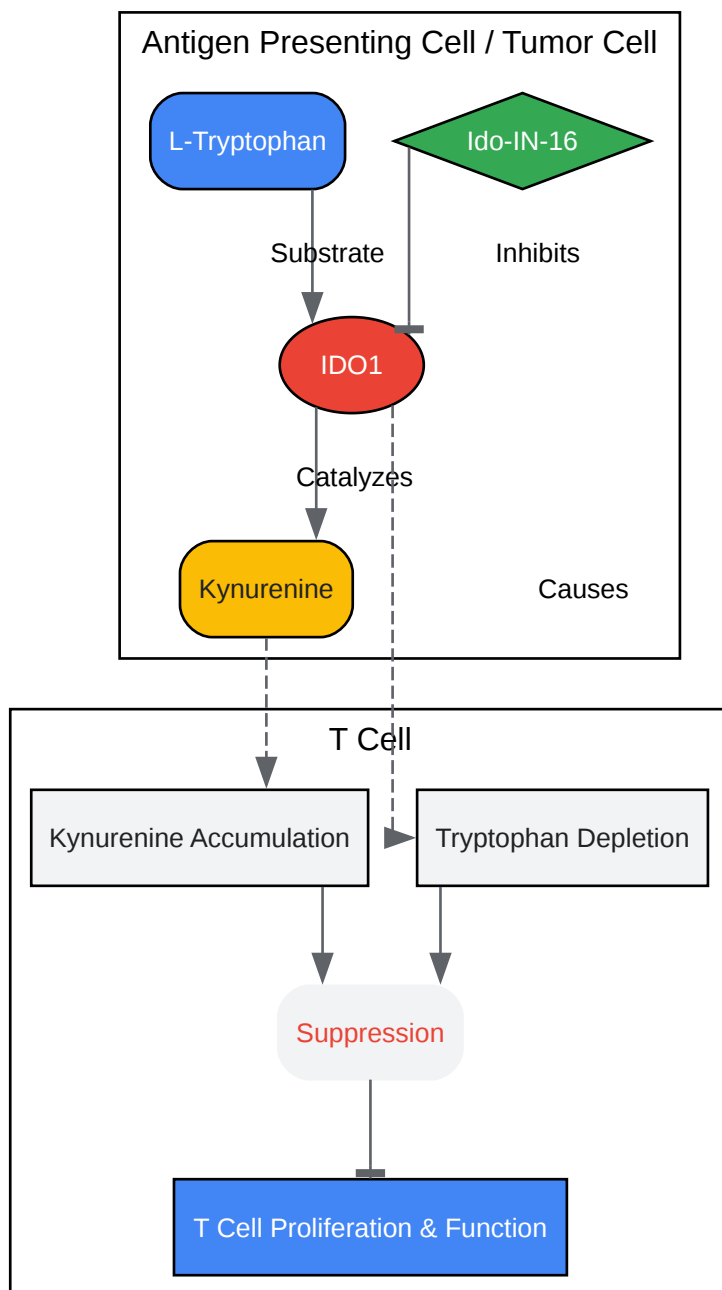 Antigen Presenting Cell / Tumor Cell
L-Tryptophan
Ido-IN-16
Substrate
Inhibits
IDO1
Catalyzes
Kynurenine
Causes
T Cell
Kynurenine Accumulation
Tryptophan Depletion
Suppression
T Cell Proliferation & Function